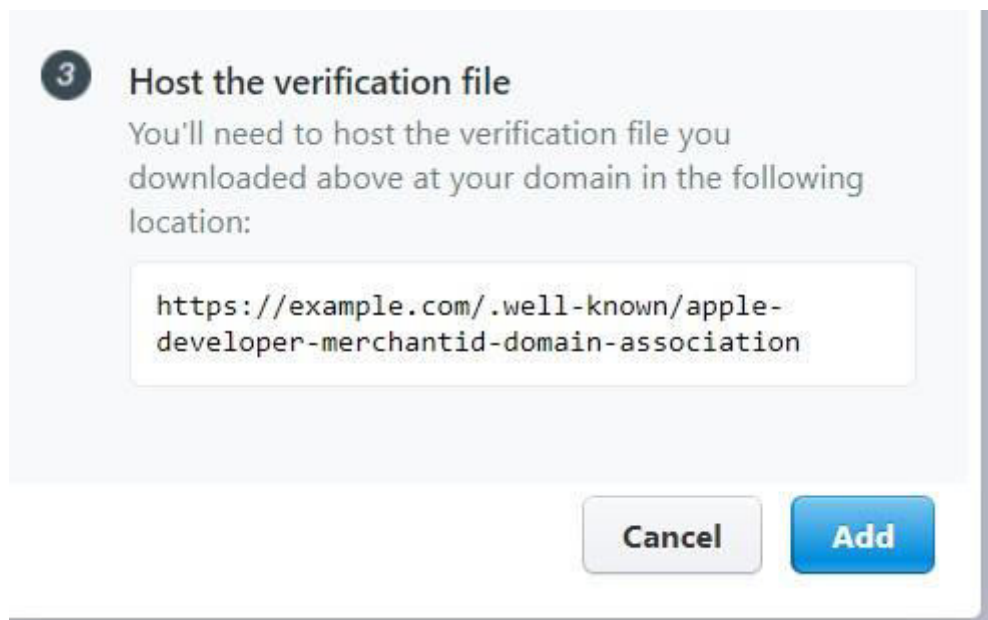 3
Host the verification file
You'll need to host the verification file you
downloaded above at your domain in the following
location:
https://example.com/.well-known/apple-
developer-merchantid-domain-association
Cancel
Add